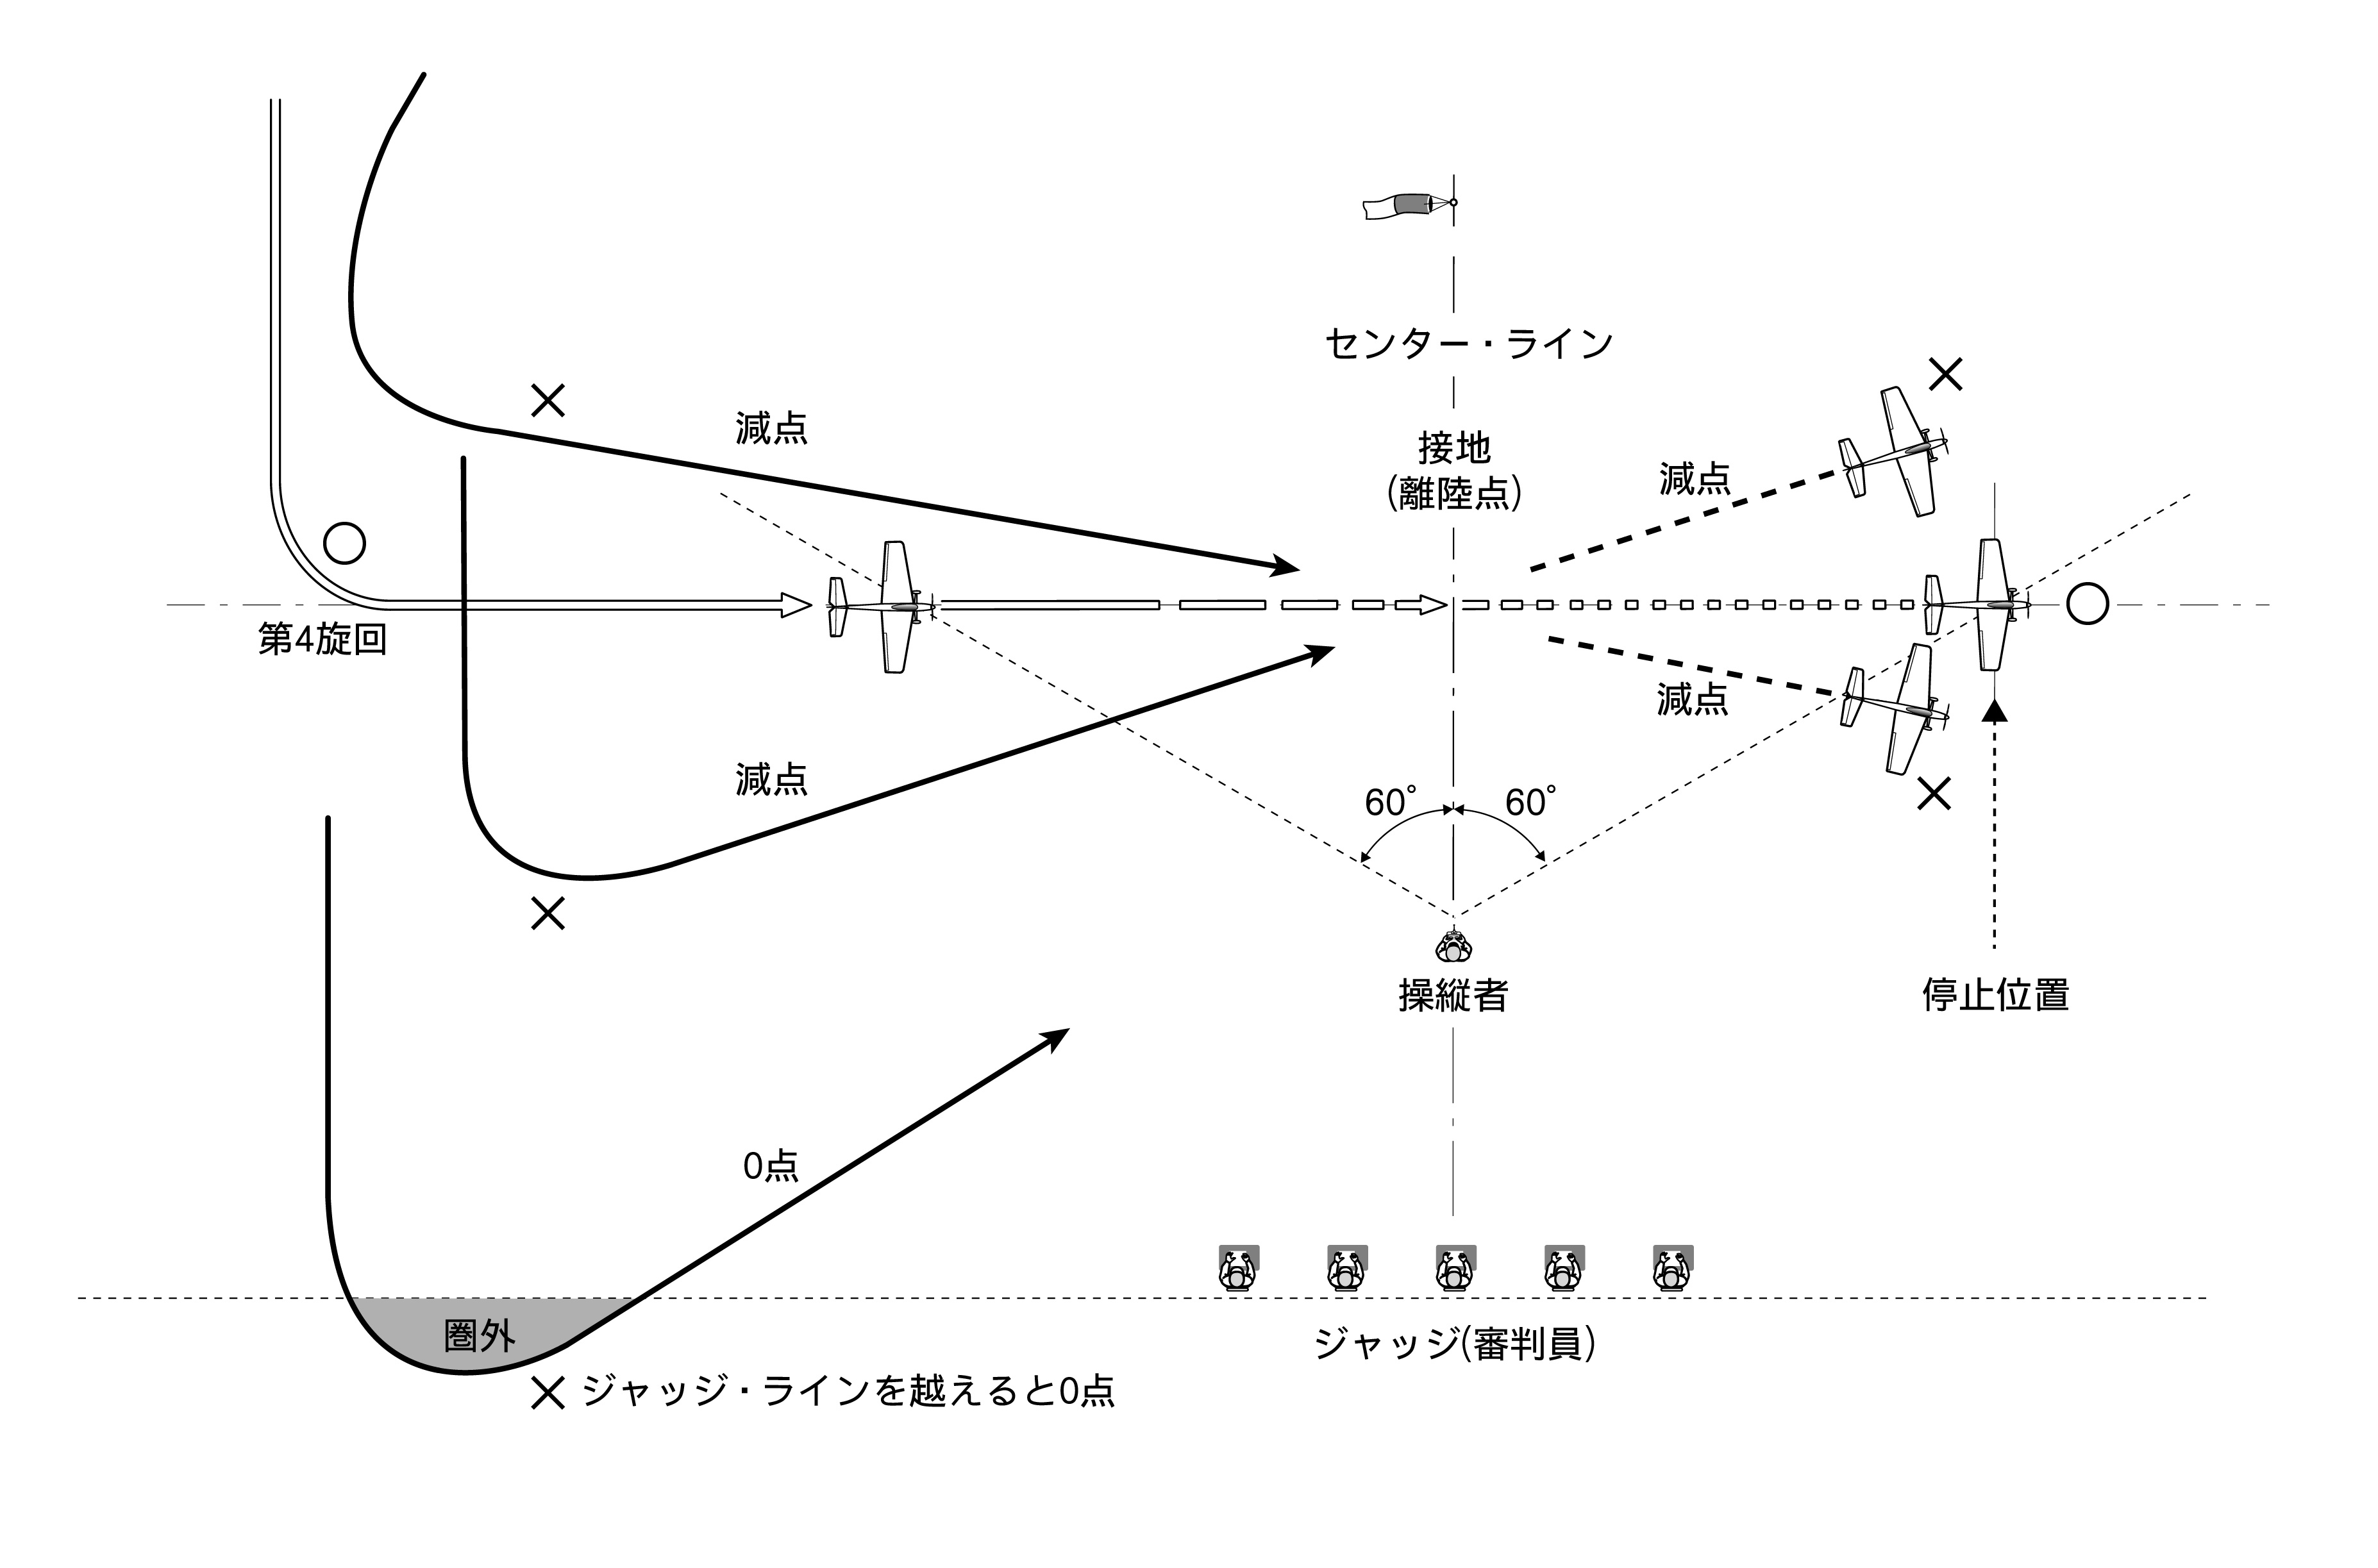 センター・ライン
減点
接地
(離陸点)
減点
第4旋回
減点
減点
60°
60°
操縦者
停止位置
0点
圏外
ジャッジ(審判員)
ジャッジ・ラインを越えると0点